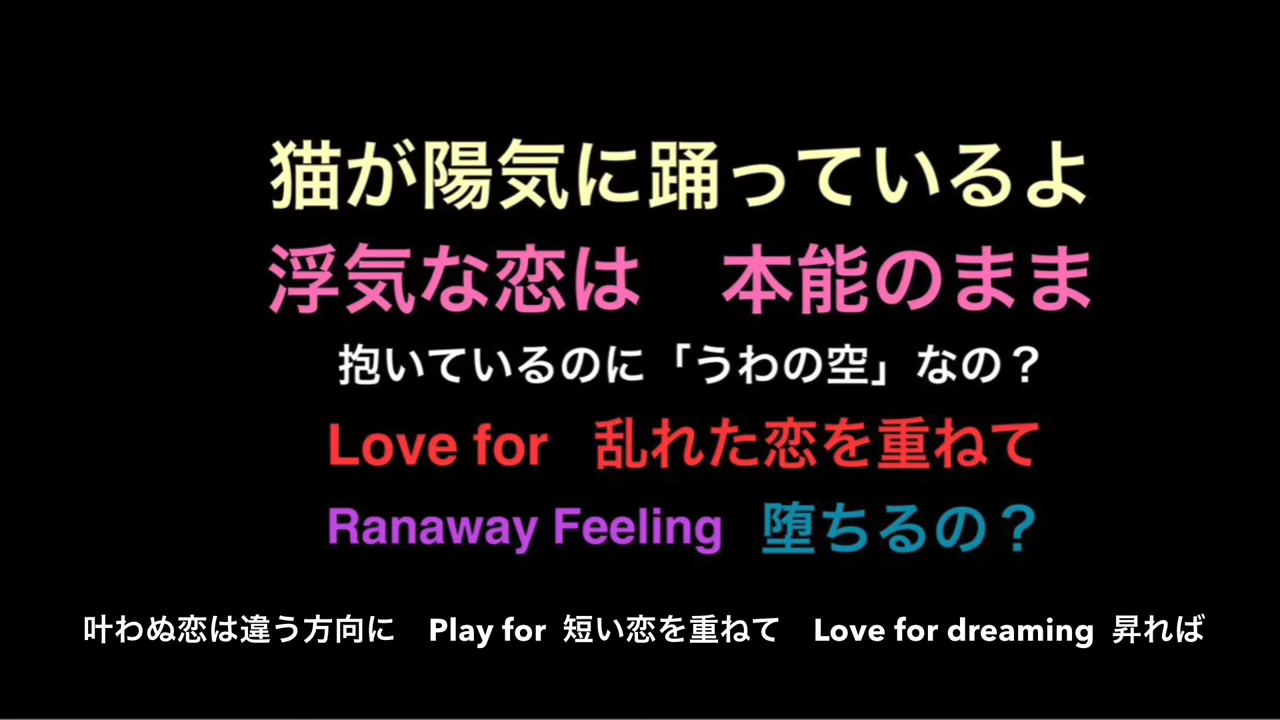 猫が陽気に踊っているよ
浮気な恋は　本能のまま
抱いているのに「うわの空」なの？
Love for 乱れた恋を重ねて
Ranaway Feeling 堕ちるの？
叶わぬ恋は違う方向に　Play for 短い恋を重ねて　Love for dreaming 昇れば